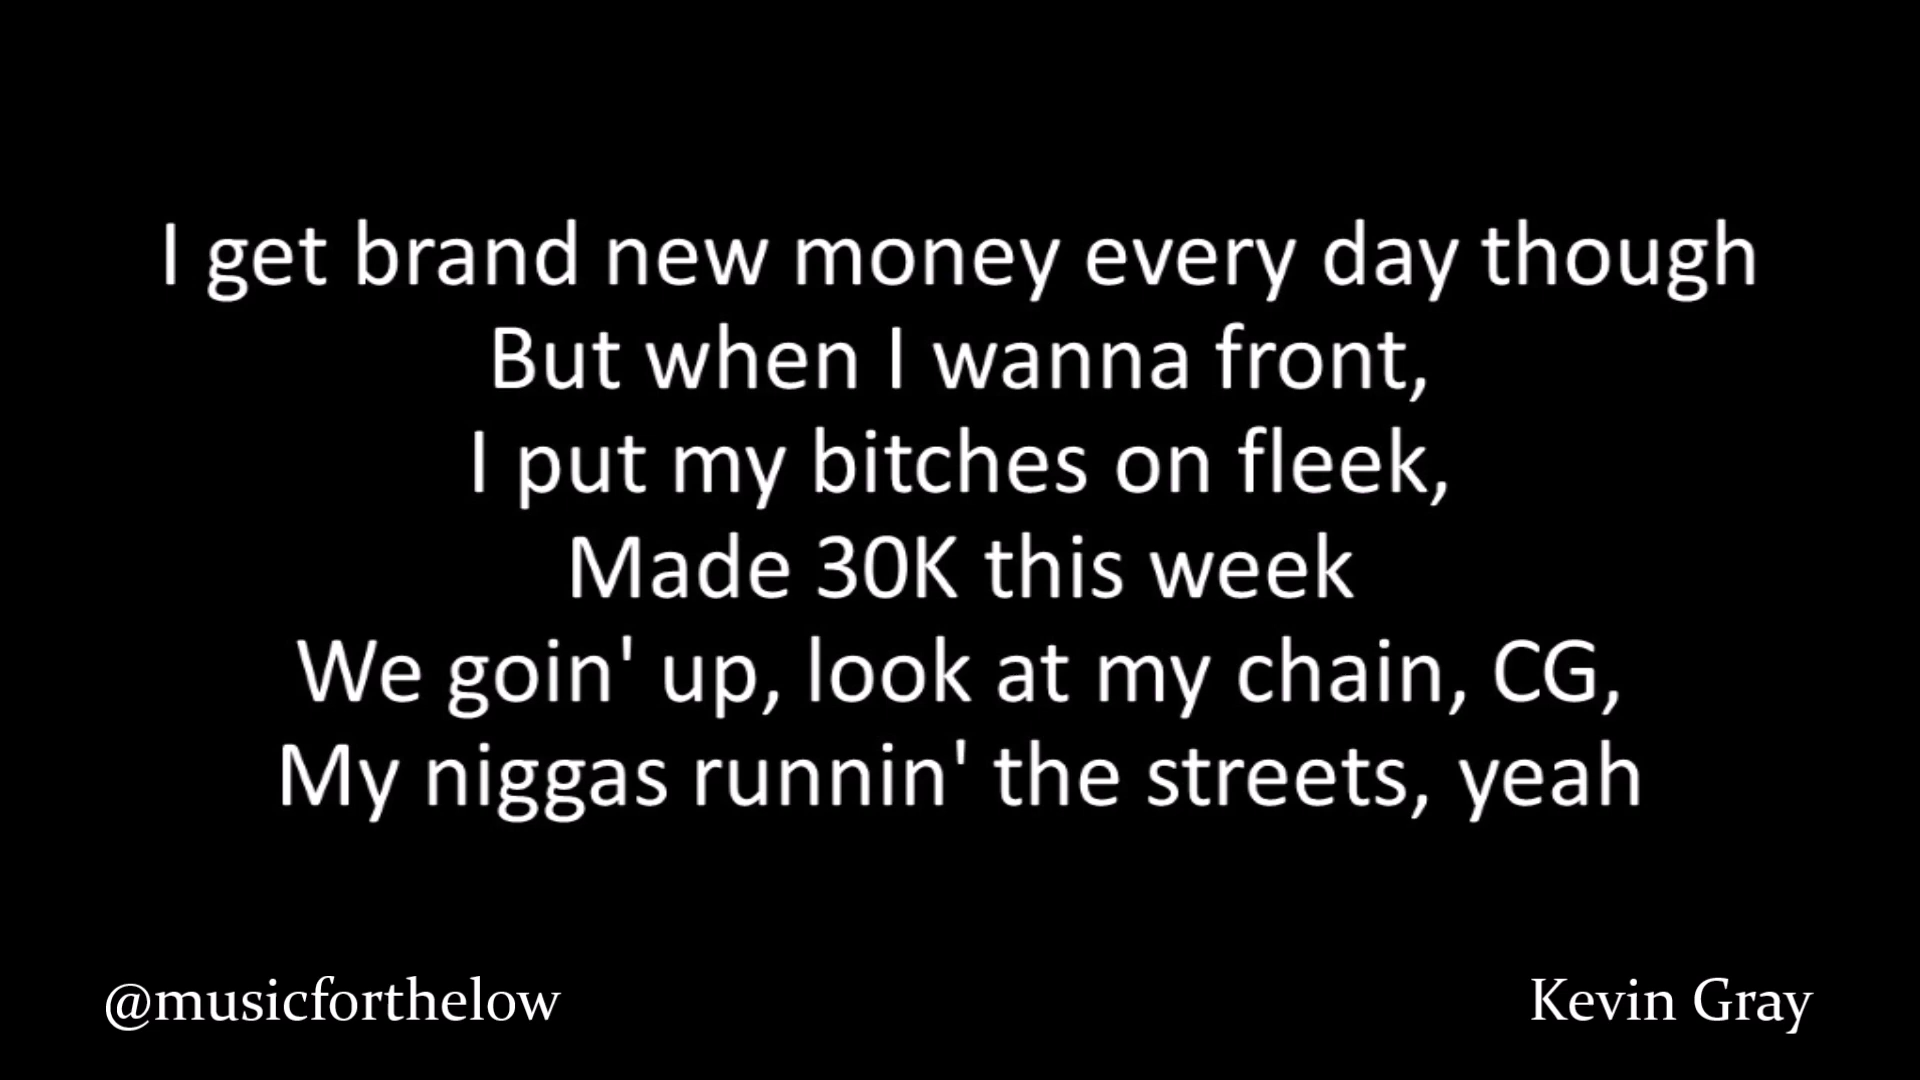 I get brand new money every day though
But when I wanna front,
I put my bitches on fleek,
Made 30K this week
We goin' up, look at my chain, CG,
My niggas runnin' the streets, yeah
@musicforthelow
Kevin Gray